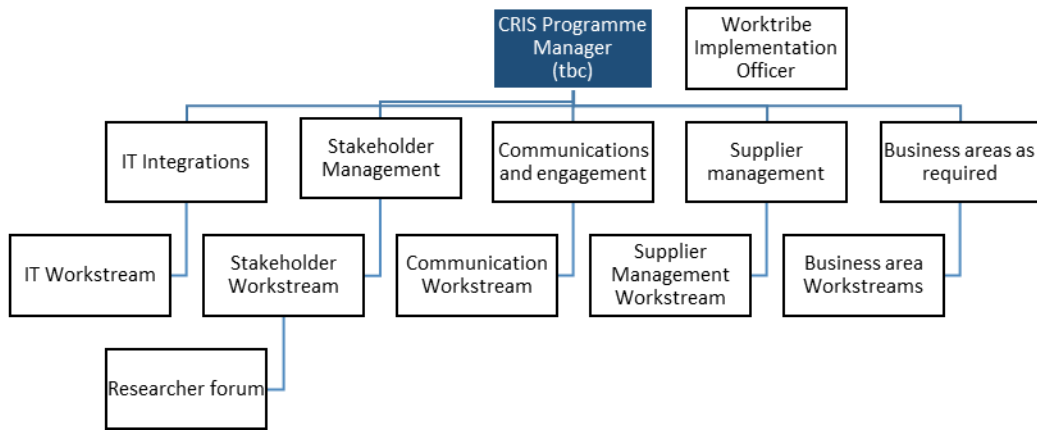 CRIS Programme
Manager
(tbc)
Worktribe
Implementation
Officer
IT Integrations
Stakeholder
Management
Communications
and engagement
Supplier
management
Business areas as
required
IT Workstream
Stakeholder
Workstream
Communication
Workstream
Supplier
Management
Workstream
Business area
Workstreams
Researcher forum